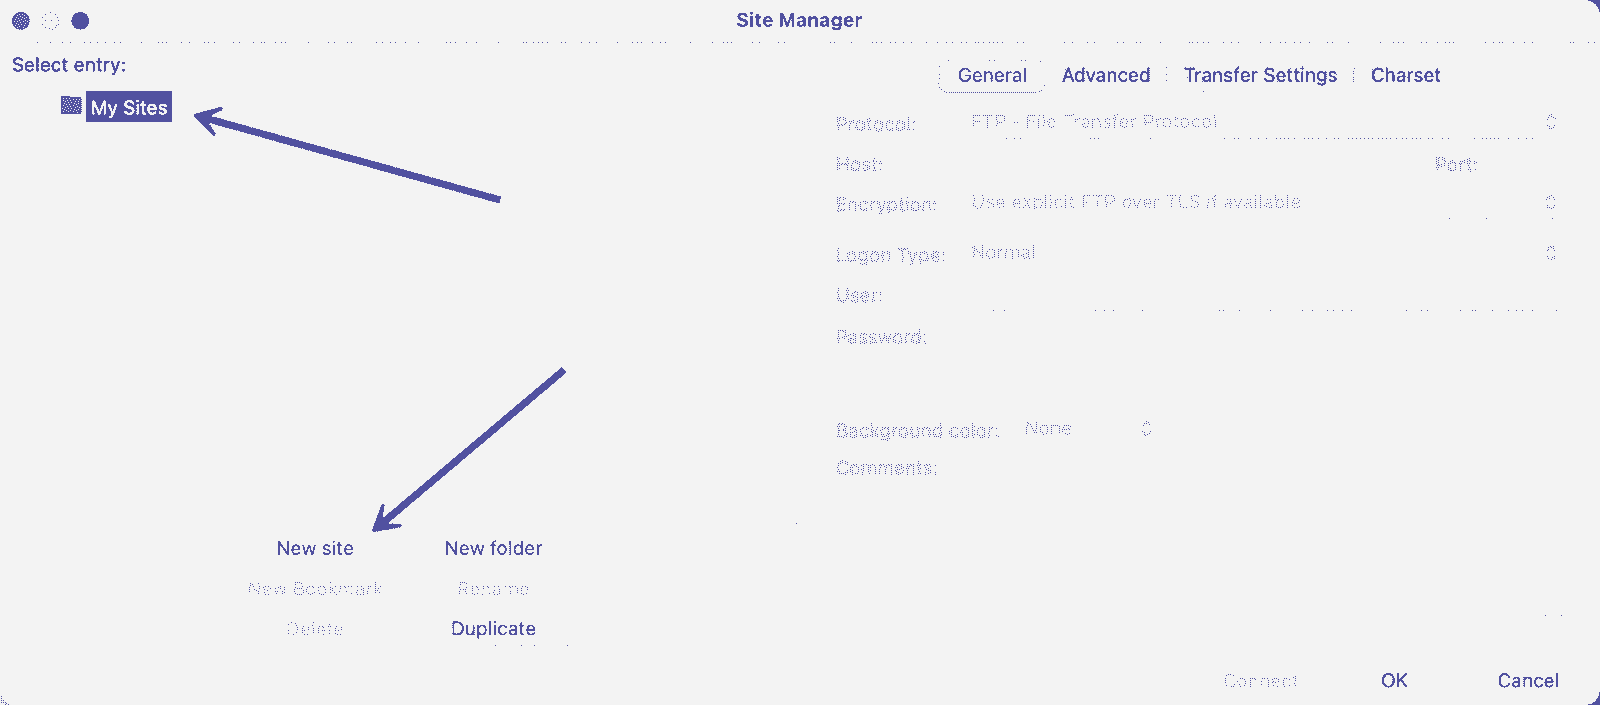 Site Manager
Select entry:
My Sites
General Advanced Transfer Settings Charset
Protocol: FTP - File Transfer Protocol
Host: Port:
Encryption: Use explicit FTP over TLS if available
Logon Type: Normal
User:
Password:
Background color: None
Comments:
New site New folder
New Bookmark Rename
Delete Duplicate
Connect OK Cancel